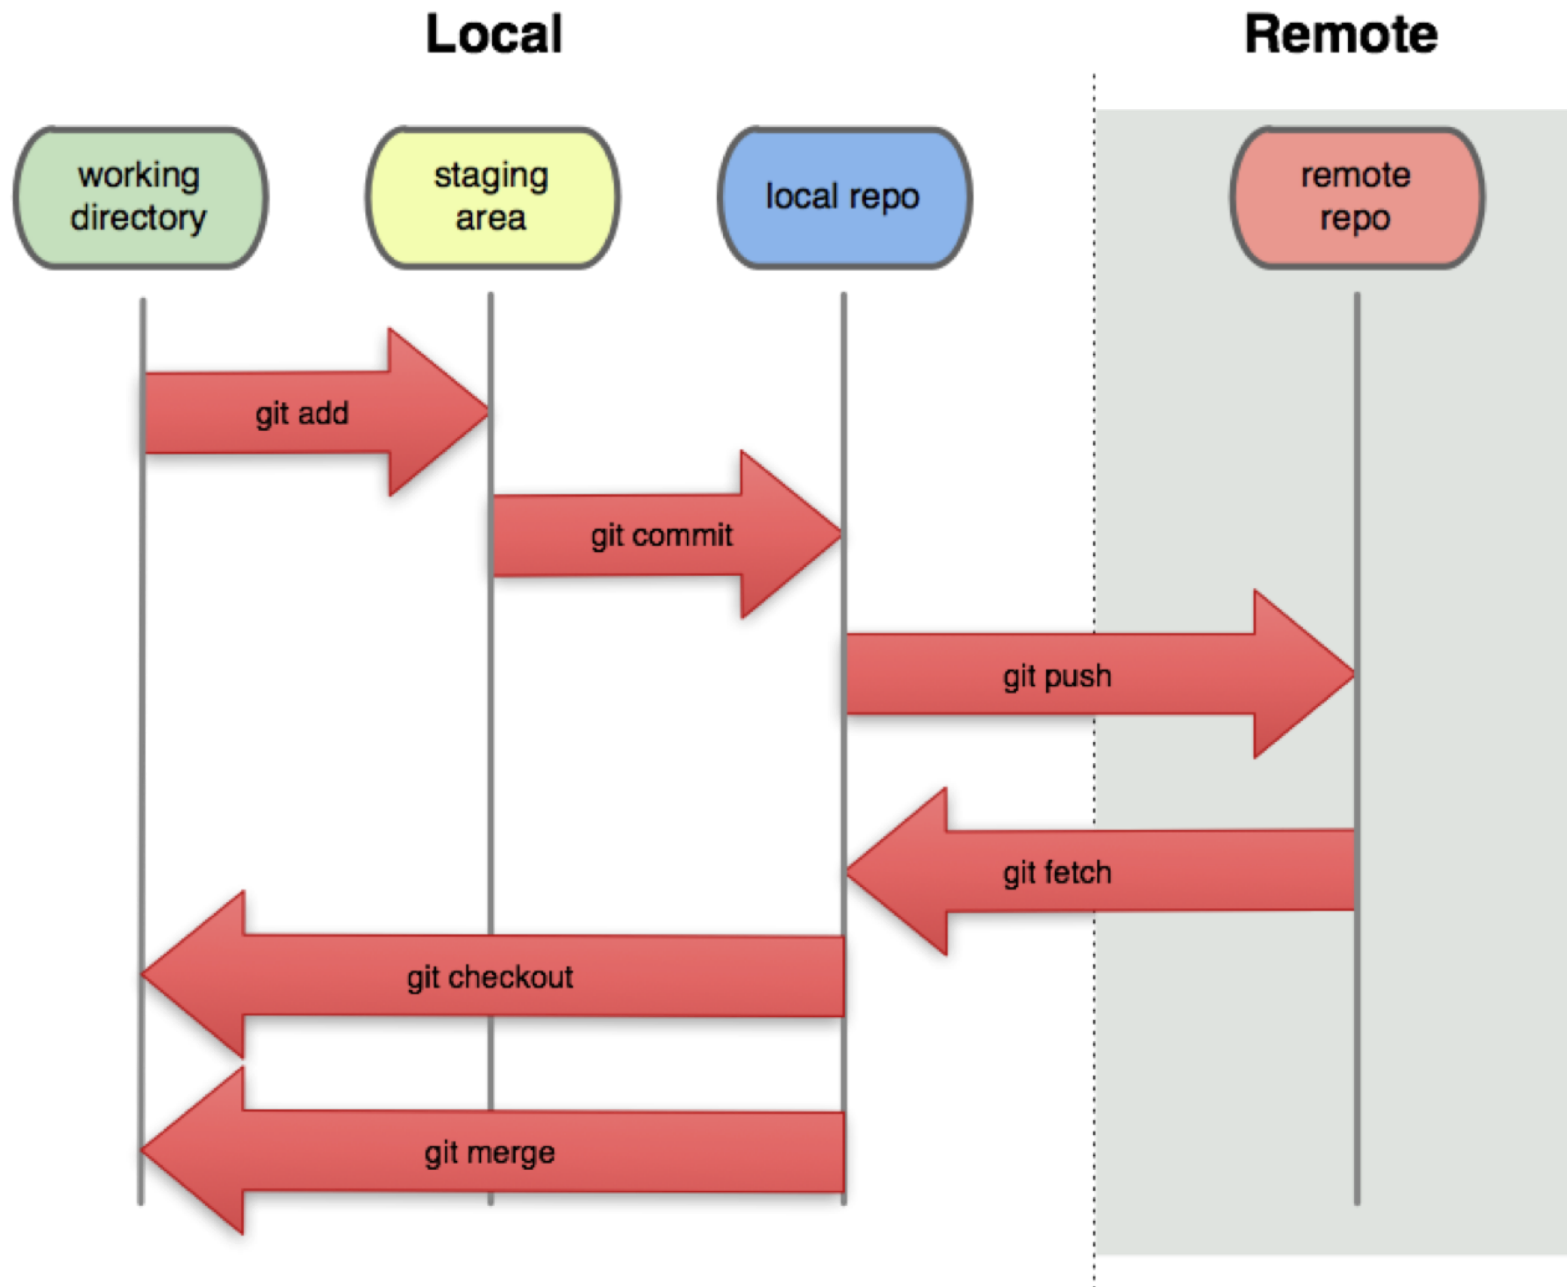 Local
Remote
working
directory
staging
area
local repo
remote
repo
git add
git commit
git push
git fetch
git checkout
git merge